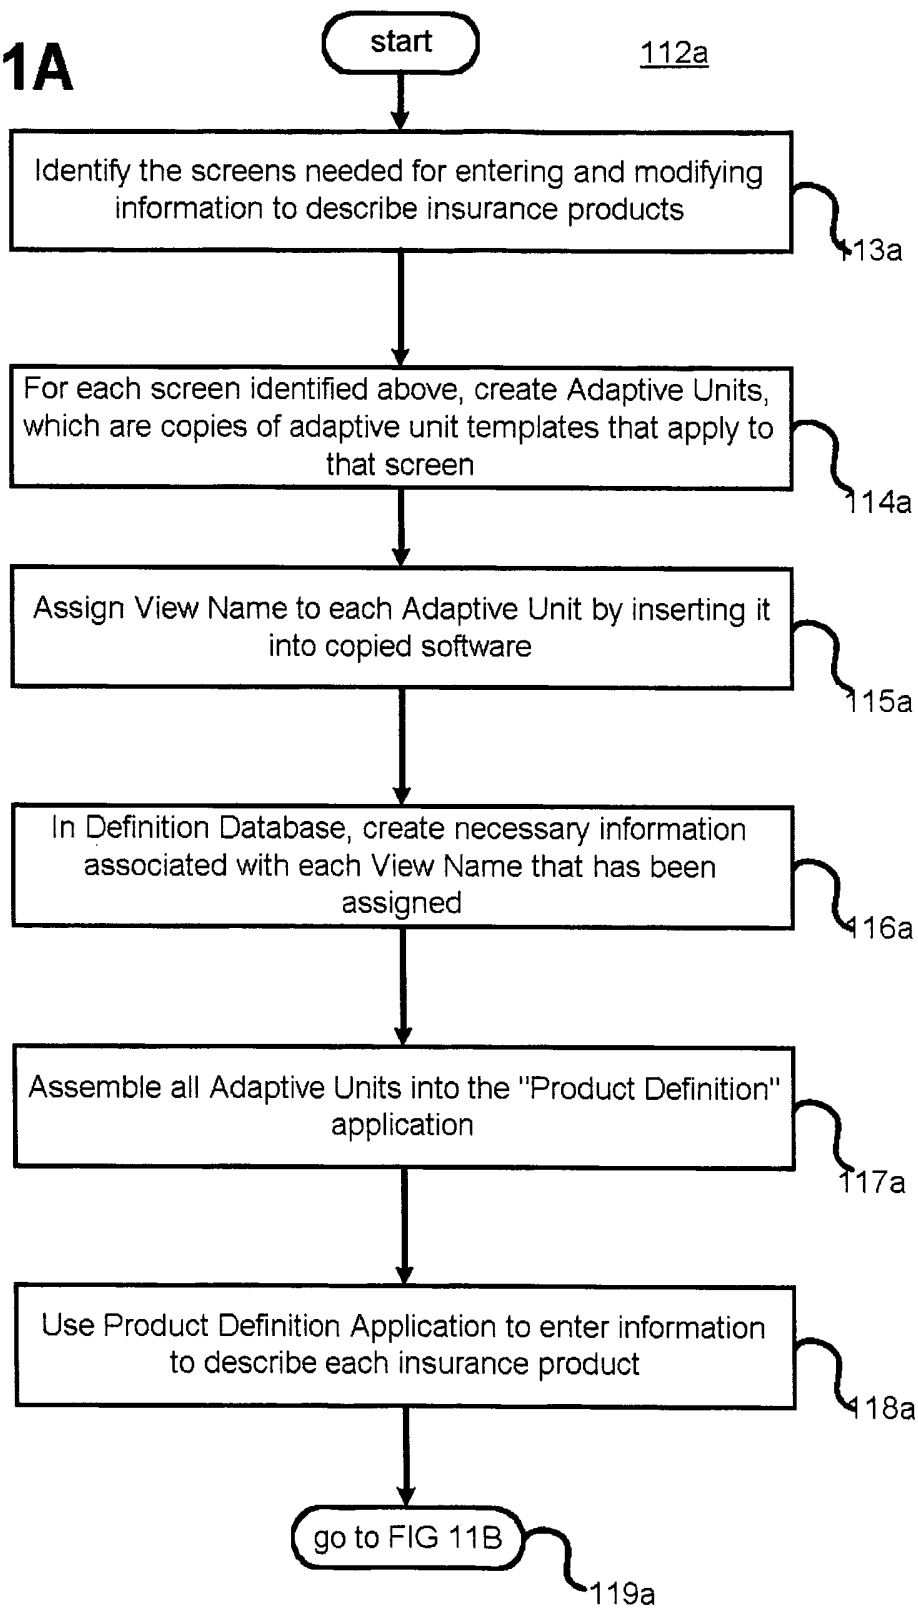 start
1A
112a
Identify the screens needed for entering and modifying
information to describe insurance products
113a
For each screen identified above, create Adaptive Units,
which are copies of adaptive unit templates that apply to
that screen
114a
Assign View Name to each Adaptive Unit by inserting it
into copied software
115a
In Definition Database, create necessary information
associated with each View Name that has been
assigned
116a
Assemble all Adaptive Units into the "Product Definition"
application
117a
Use Product Definition Application to enter information
to describe each insurance product
118a
go to FIG 11B
119a